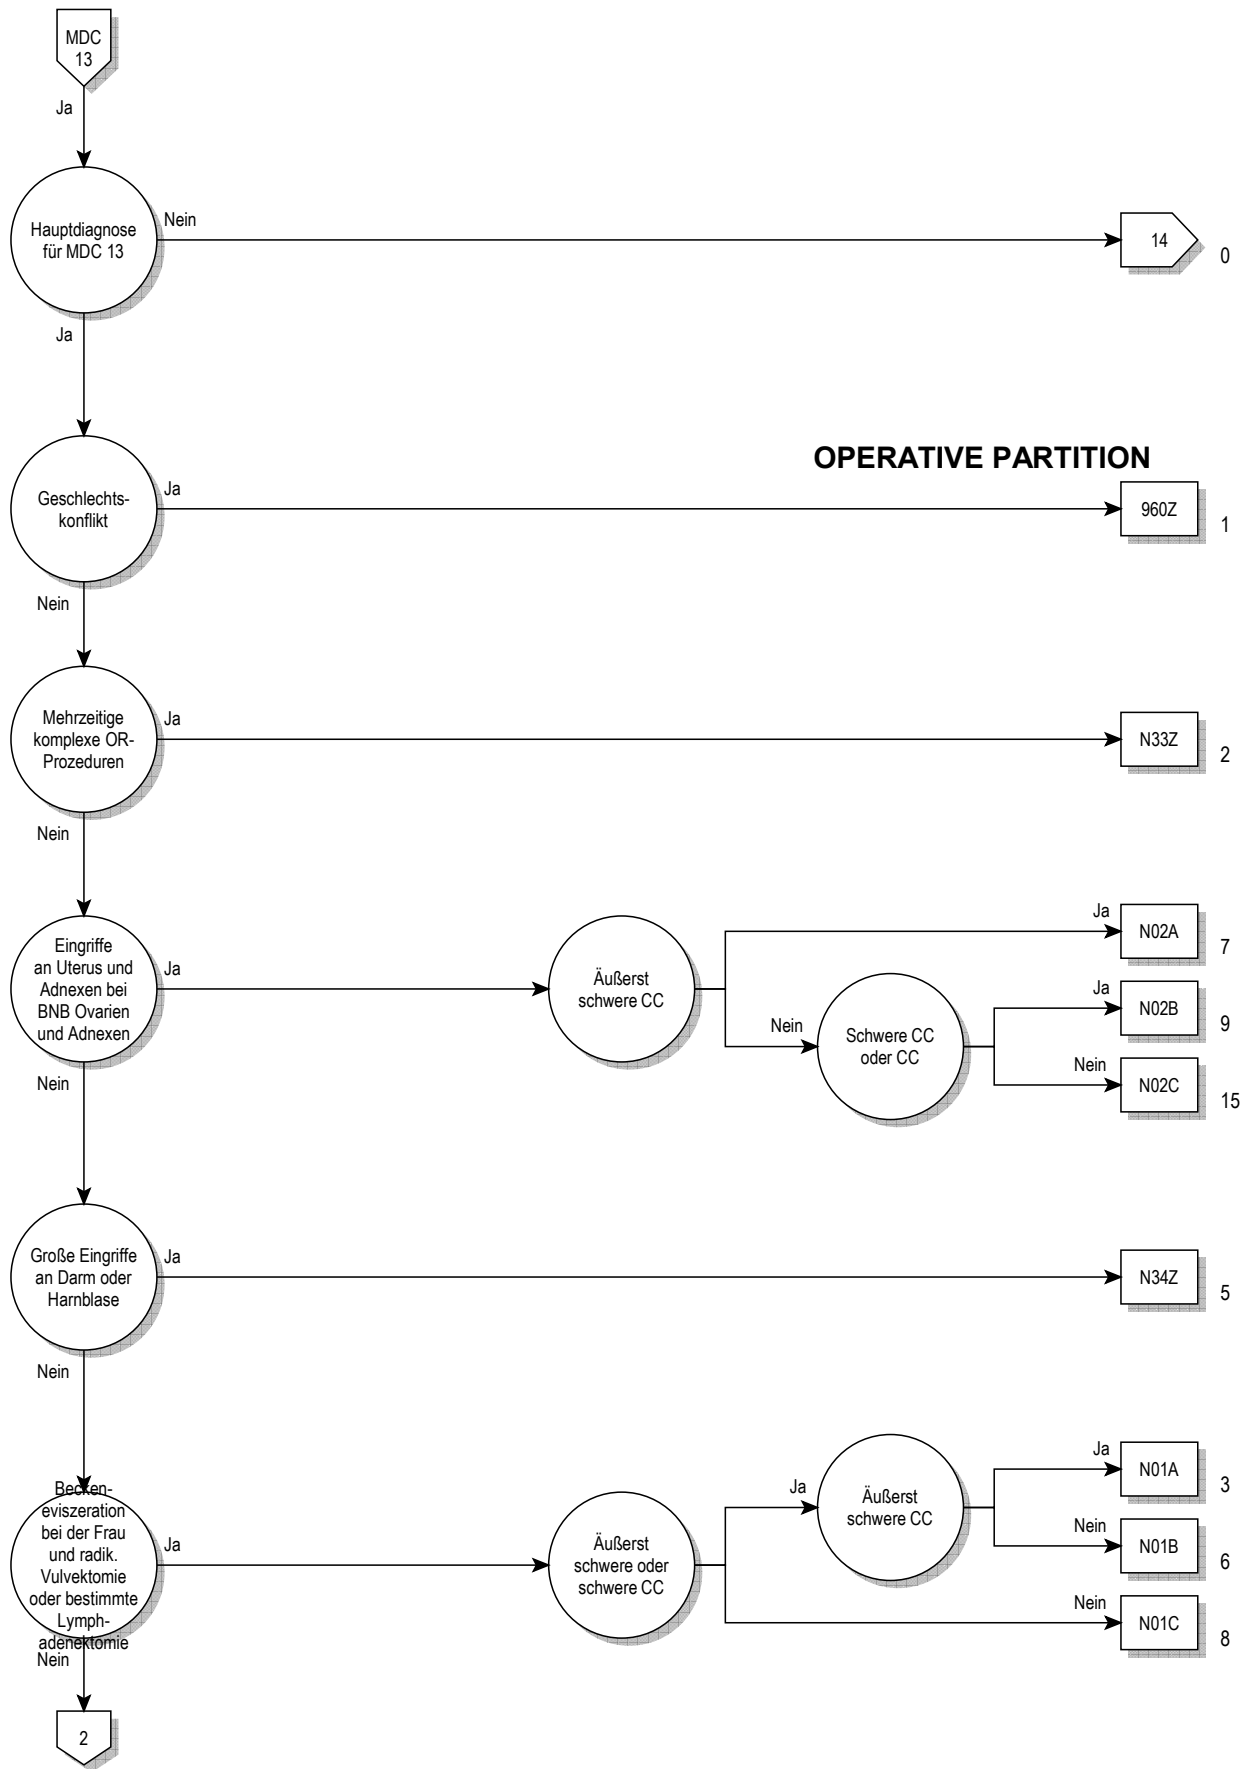 MDC
13
Ja
Hauptdiagnose
für MDC 13
Nein
14
0
Ja
OPERATIVE PARTITION
Geschlechts-
konflikt
Ja
960Z
1
Nein
Mehrzeitige
komplexe OR-
Prozeduren
Ja
N33Z
2
Nein
Eingriffe
an Uterus und
Adnexen bei
BNB Ovarien
und Adnexen
Ja
Äußerst
schwere CC
Ja
N02A
7
Nein
Schwere CC
oder CC
Ja
N02B
9
Nein
N02C
15
Nein
Große Eingriffe
an Darm oder
Harnblase
Ja
N34Z
5
Nein
Becken-
eviszeration
bei der Frau
und radik.
Vulvektomie
oder bestimmte
Lymph-
adenektomie
Ja
Äußerst
schwere oder
schwere CC
Ja
Äußerst
schwere CC
Ja
N01A
3
Nein
N01B
6
Nein
N01C
8
Nein
2